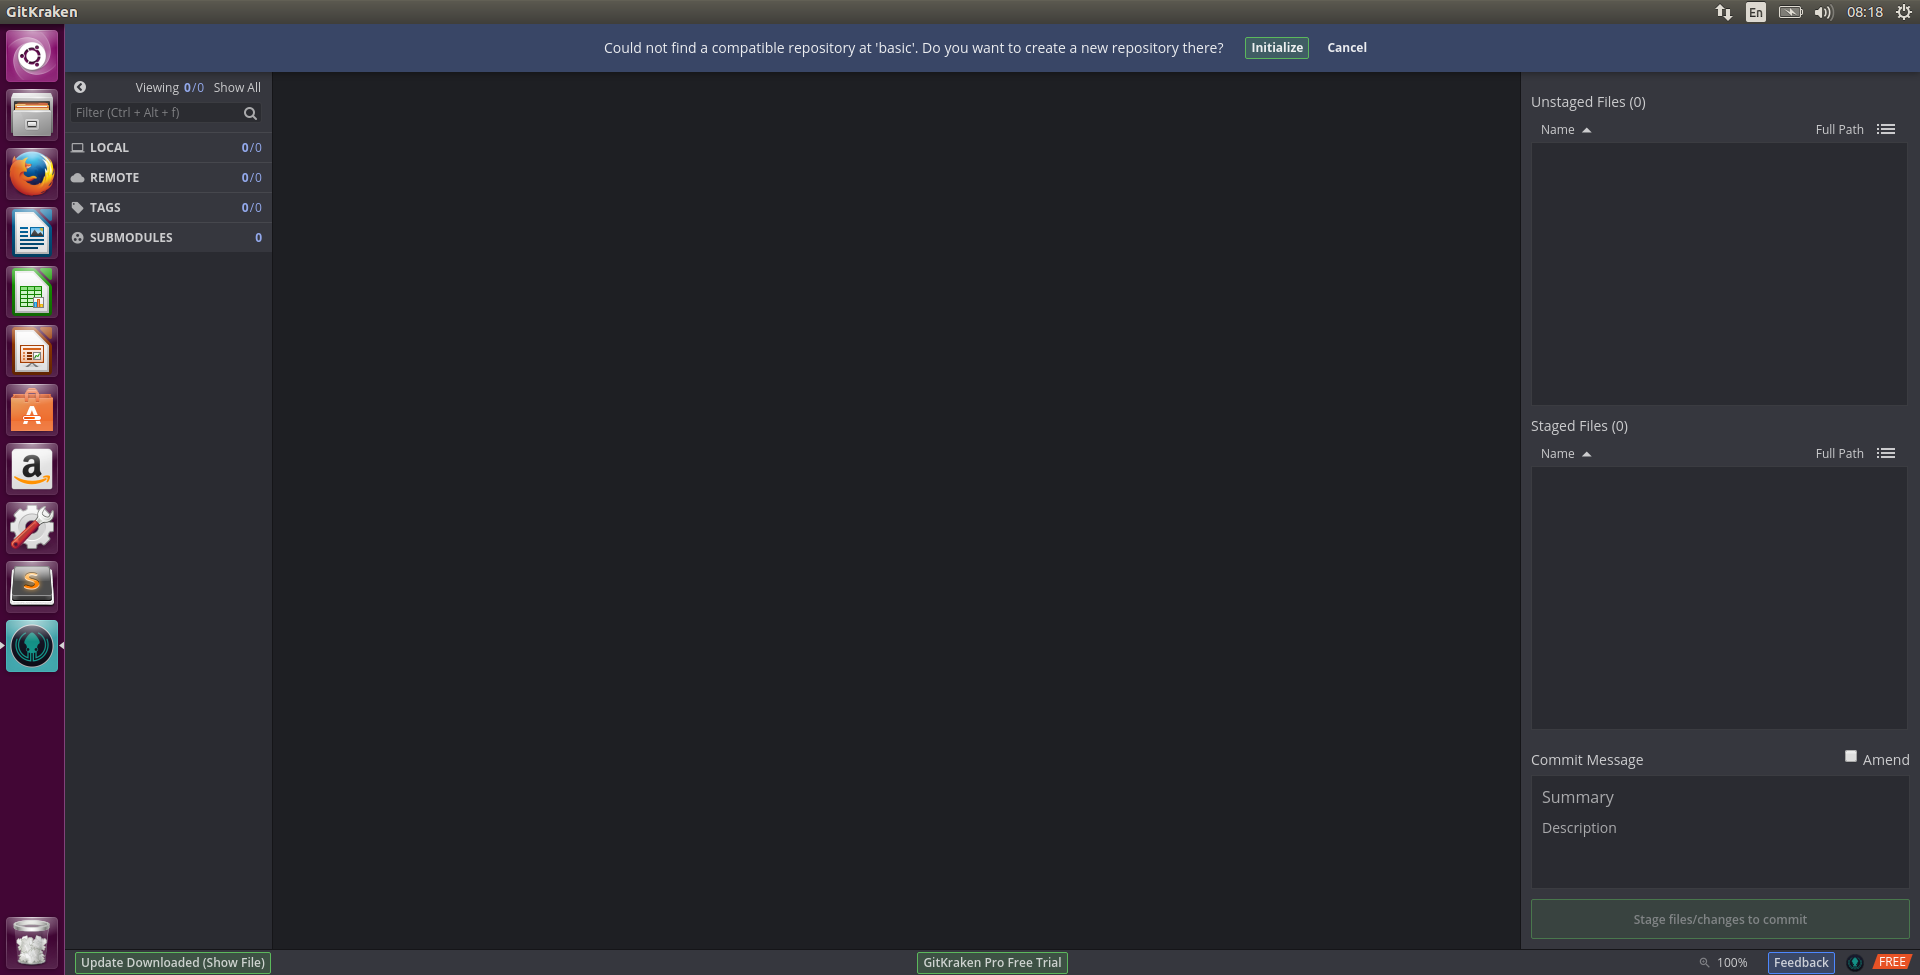 GitKraken
En
08:18
Could not find a compatible repository at 'basic'. Do you want to create a new repository there? Initialize Cancel
Viewing 0/0 Show All
Filter (Ctrl + Alt + f)
LOCAL 0/0
REMOTE 0/0
TAGS 0/0
SUBMODULES 0
Unstaged Files (0)
Name Full Path
Staged Files (0)
Name Full Path
Commit Message Amend
Summary
Description
Stage files/changes to commit
Update Downloaded (Show File)
GitKraken Pro Free Trial
100%
Feedback
FREE